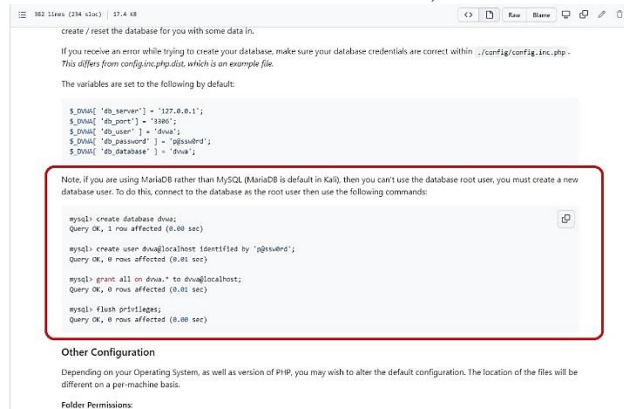 382 lines (234 sloc) | 17.4 KB
<> Raw Blame
create / reset the database for you with some data in.
If you receive an error while trying to create your database, make sure your database credentials are correct within ./config/config.inc.php .
This differs from config.inc.php.dist, which is an example file.
The variables are set to the following by default:
$_DVWA[ 'db_server'] = '127.0.0.1';
$_DVWA[ 'db_port'] = '3306';
$_DVWA[ 'db_user' ] = 'dvwa';
$_DVWA[ 'db_password' ] = 'p@ssw0rd';
$_DVWA[ 'db_database' ] = 'dvwa';
Note, if you are using MariaDB rather than MySQL (MariaDB is default in Kali), then you can't use the database root user, you must create a new
database user. To do this, connect to the database as the root user then use the following commands:
mysql> create database dvwa;
Query OK, 1 row affected (0.00 sec)
mysql> create user dvwa@localhost identified by 'p@ssw0rd';
Query OK, 0 rows affected (0.01 sec)
mysql> grant all on dvwa.* to dvwa@localhost;
Query OK, 0 rows affected (0.01 sec)
mysql> flush privileges;
Query OK, 0 rows affected (0.00 sec)
Other Configuration
Depending on your Operating System, as well as version of PHP, you may wish to alter the default configuration. The location of the files will be
different on a per-machine basis.
Folder Permissions: